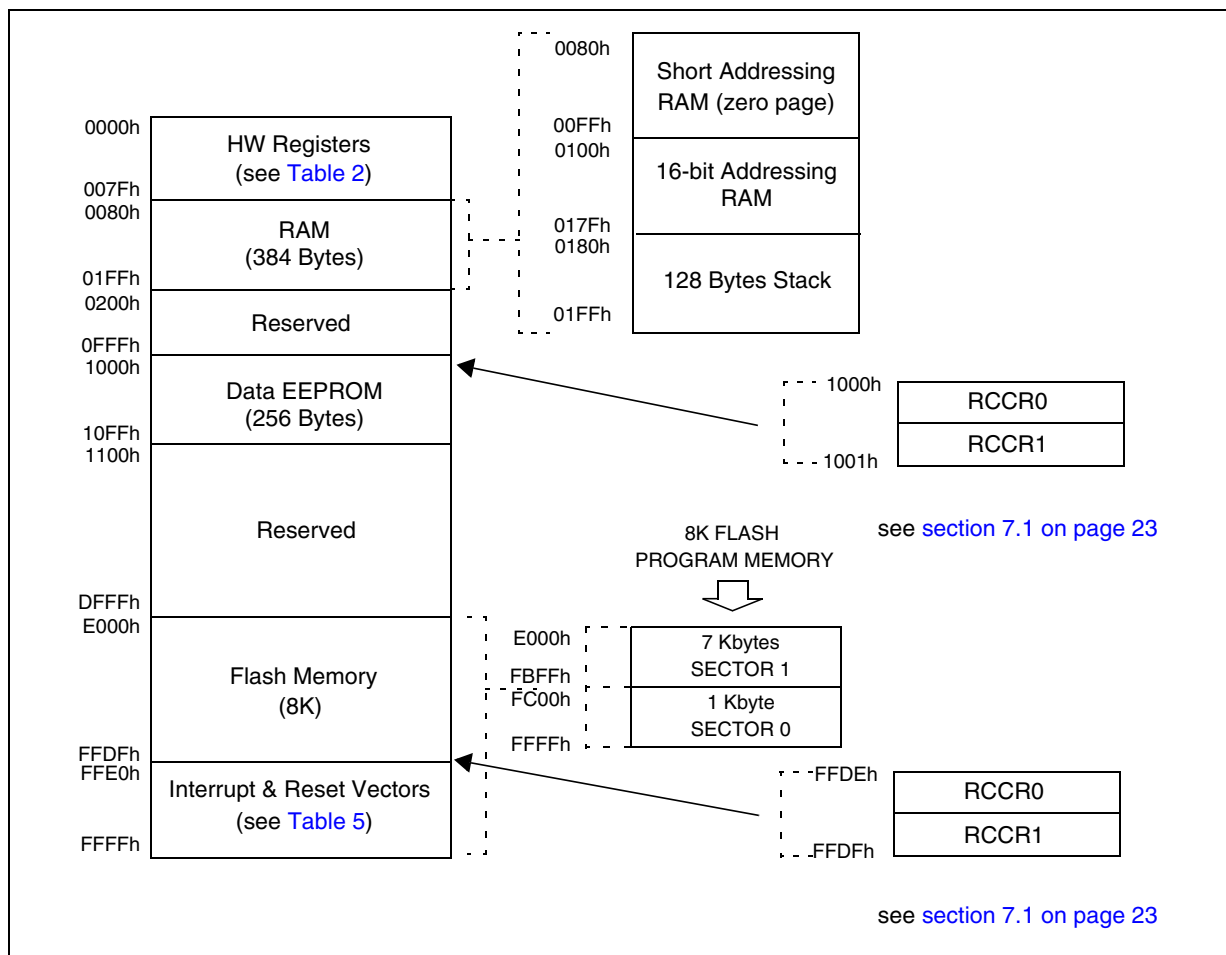 0000h
HW Registers
(see Table 2)
007Fh
0080h
RAM
(384 Bytes)
01FFh
0200h
Reserved
0FFFh
1000h
Data EEPROM
(256 Bytes)
10FFh
1100h
Reserved
DFFFh
E000h
Flash Memory
(8K)
FFDFh
FFE0h
Interrupt & Reset Vectors
(see Table 5)
FFFFh
0080h
Short Addressing
RAM (zero page)
00FFh
0100h
16-bit Addressing
RAM
017Fh
0180h
128 Bytes Stack
01FFh
1000h
RCCR0
RCCR1
1001h
see section 7.1 on page 23
8K FLASH
PROGRAM MEMORY
E000h
7 Kbytes
SECTOR 1
FBFFh
FC00h
1 Kbyte
SECTOR 0
FFFFh
FFDEh
RCCR0
RCCR1
FFDFh
see section 7.1 on page 23